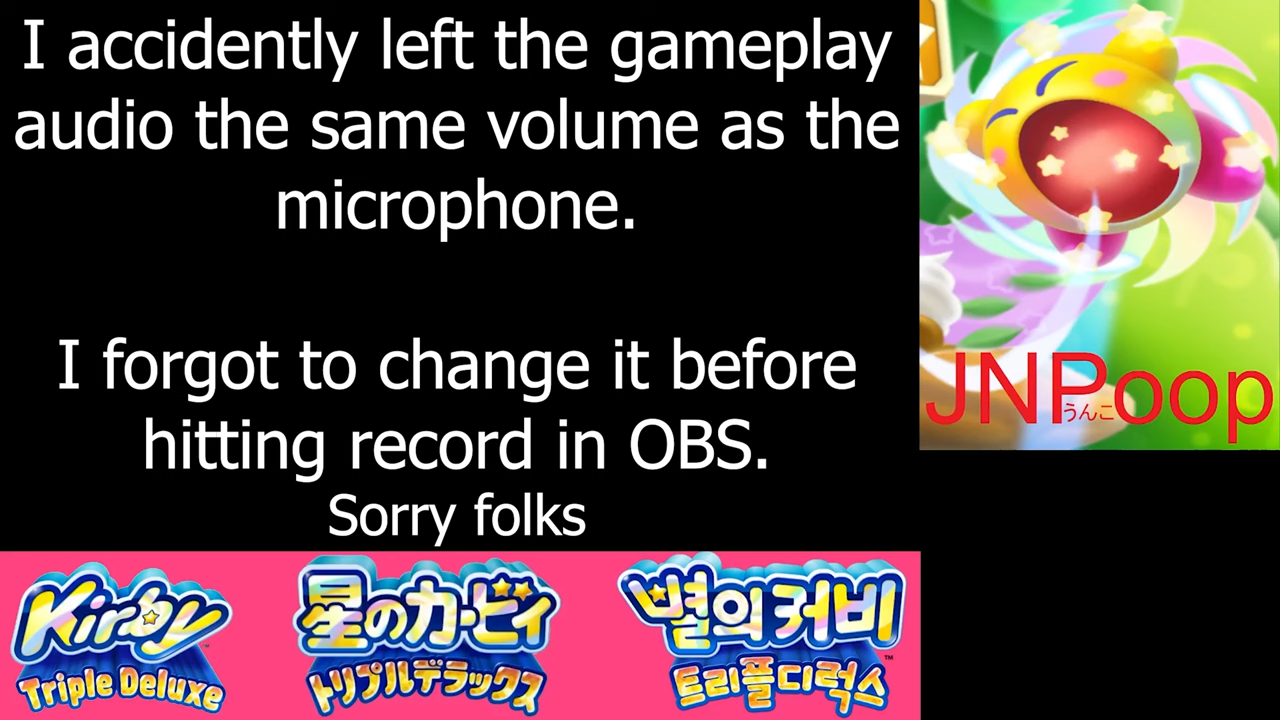 I accidently left the gameplay
audio the same volume as the
microphone.
I forgot to change it before
hitting record in OBS.
Sorry folks
JNPoop
うんこ
Kirby
Triple Deluxe
星のカービィ
トリプルデラックス
별의 커비
트리플 디럭스
™